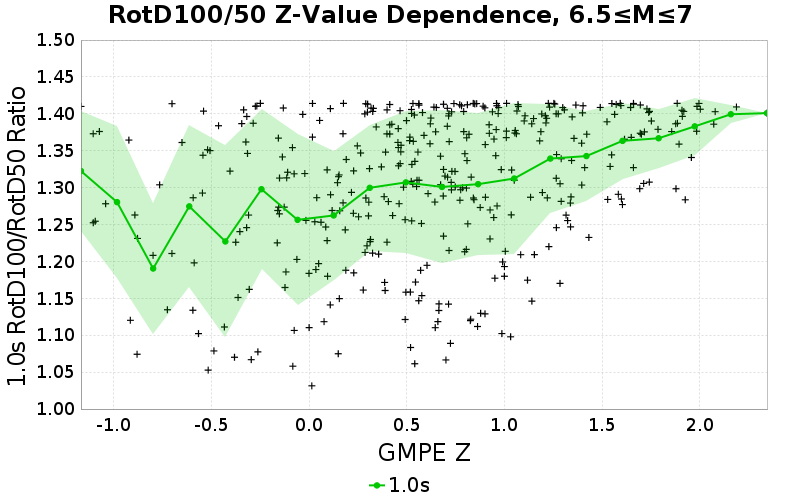 RotD100/50 Z-Value Dependence, 6.5≤M≤7
1.50
1.45
1.40
1.35
1.30
1.25
1.20
1.15
1.10
1.05
1.00
1.0s RotD100/RotD50 Ratio
-1.0 -0.5 0.0 0.5 1.0 1.5 2.0
GMPE Z
1.0s